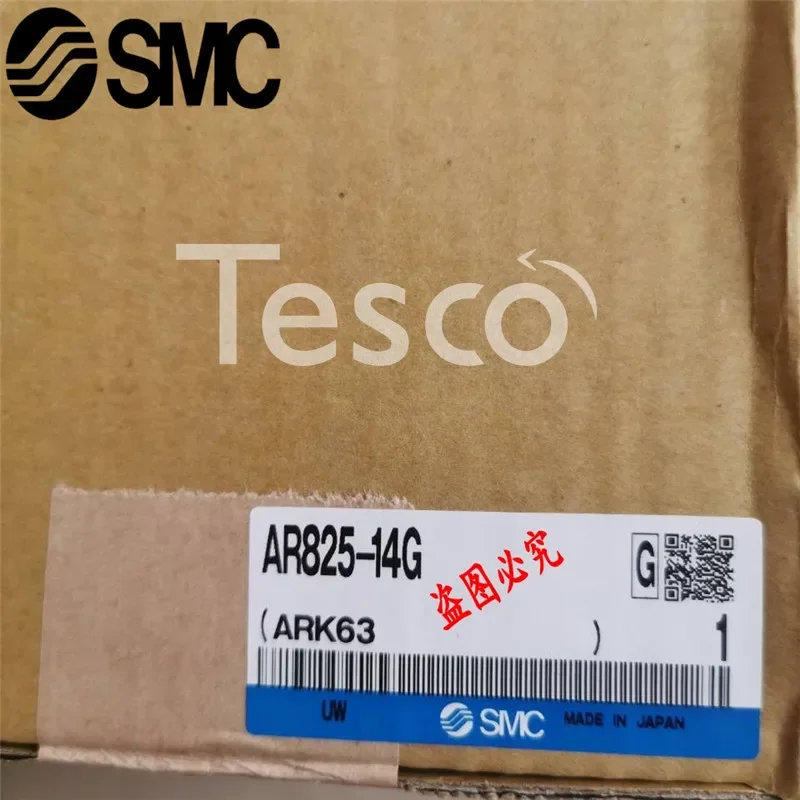 SMC
Tesco
AR825-14G
盗图必究
G
(ARK63 )
1
UW
SMC MADE IN JAPAN